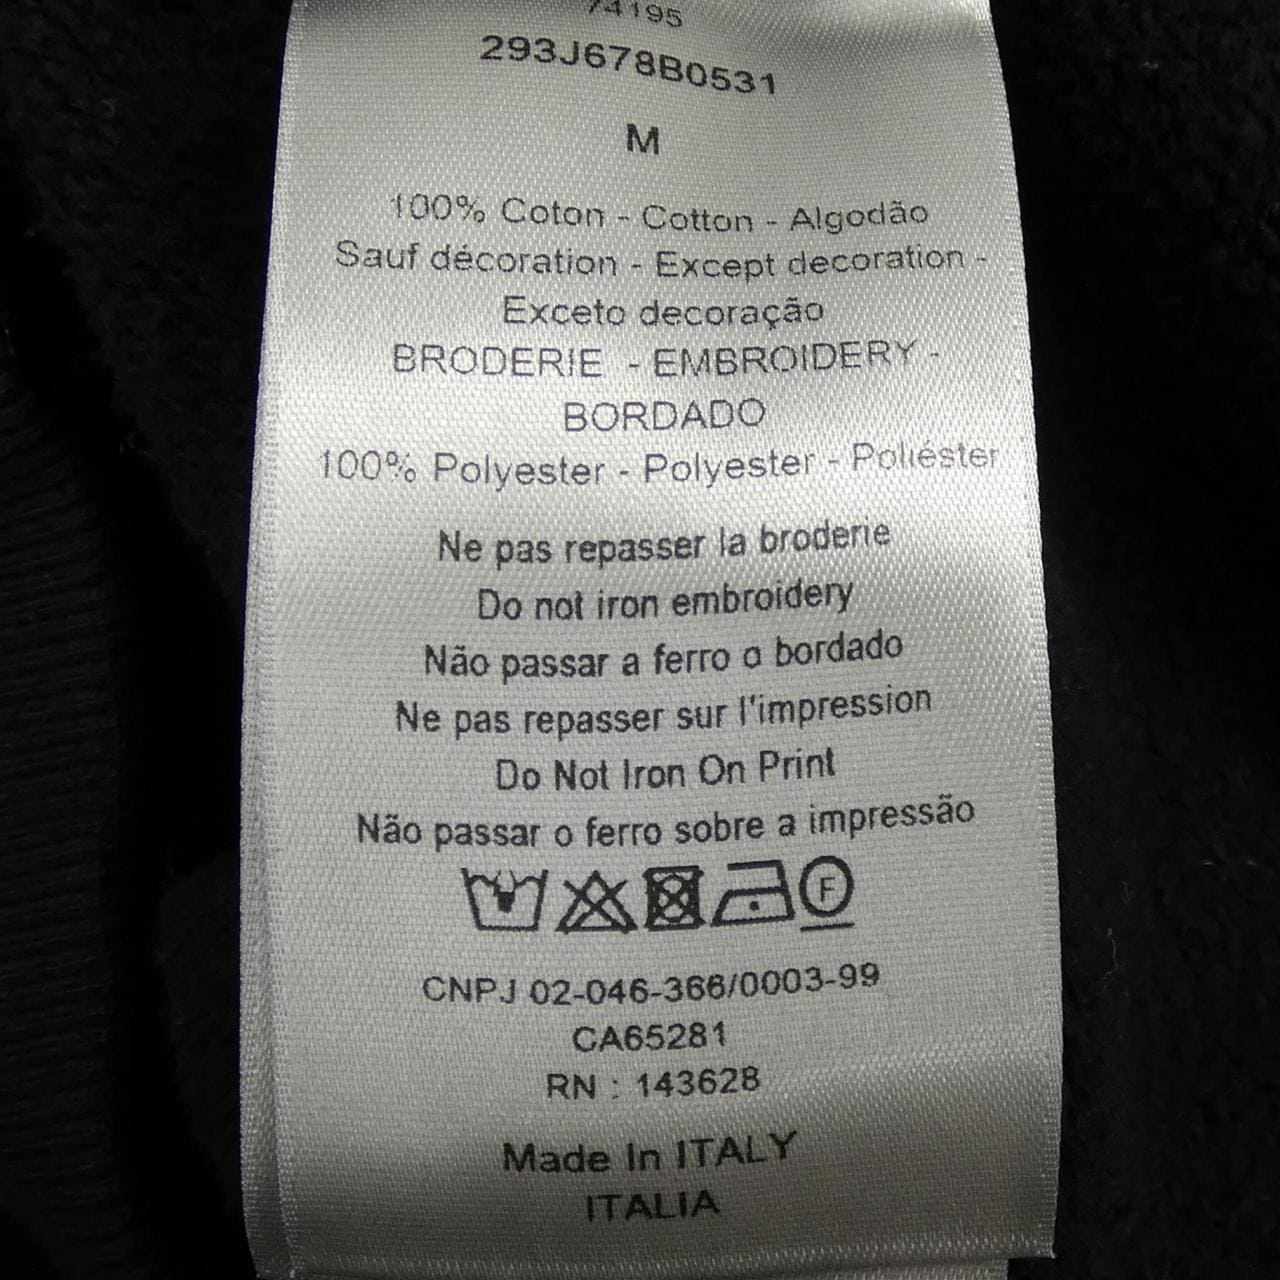 74195
293J678B0531
M
100% Coton - Cotton - Algodão
Sauf décoration - Except decoration -
Exceto decoração
BRODERIE - EMBROIDERY -
BORDADO
100% Polyester - Polyester - Poliéster
Ne pas repasser la broderie
Do not iron embroidery
Não passar a ferro o bordado
Ne pas repasser sur l'impression
Do Not Iron On Print
Não passar o ferro sobre a impressão
F
CNPJ 02-046-366/0003-99
CA65281
RN : 143628
Made In ITALY
ITALIA